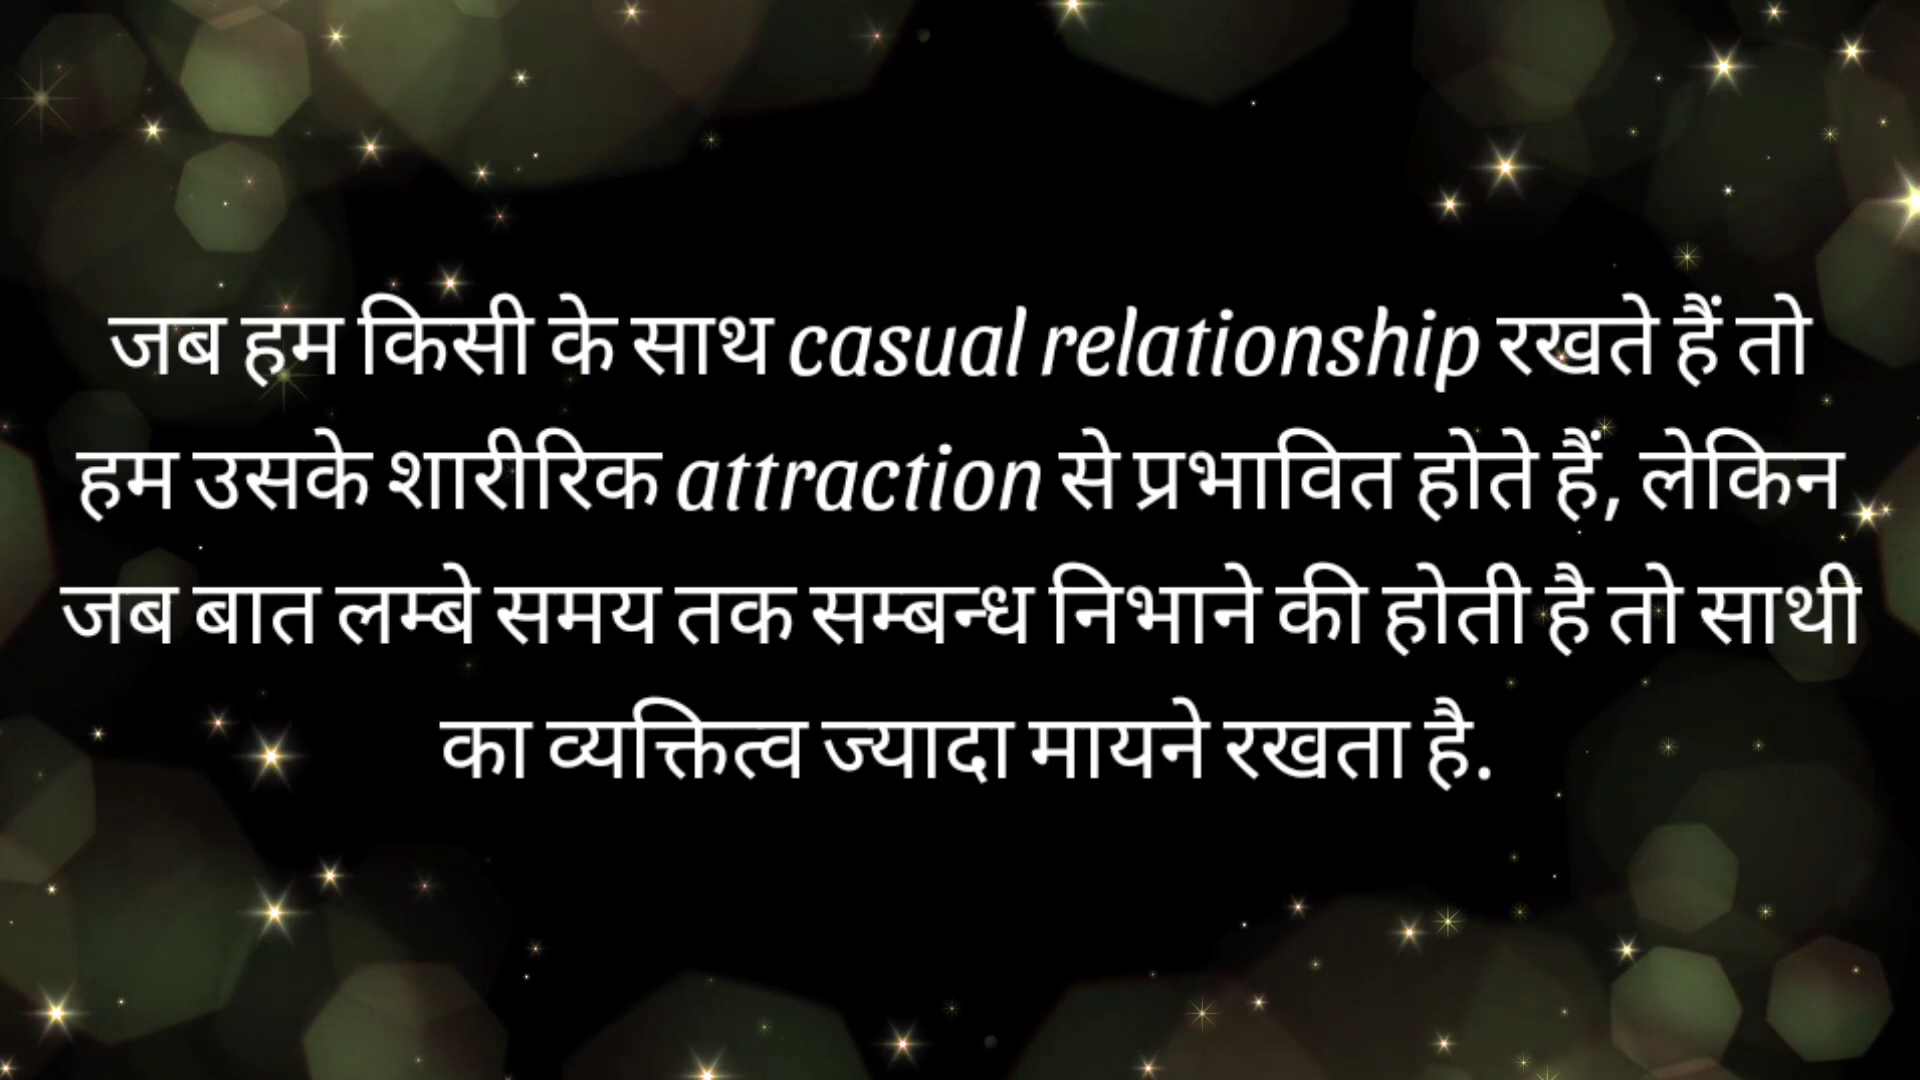 जब हम किसी के साथ casual relationship रखते हैं तो
हम उसके शारीरिक attraction से प्रभावित होते हैं, लेकिन
जब बात लम्बे समय तक सम्बन्ध निभाने की होती है तो साथी
का व्यक्तित्व ज्यादा मायने रखता है.